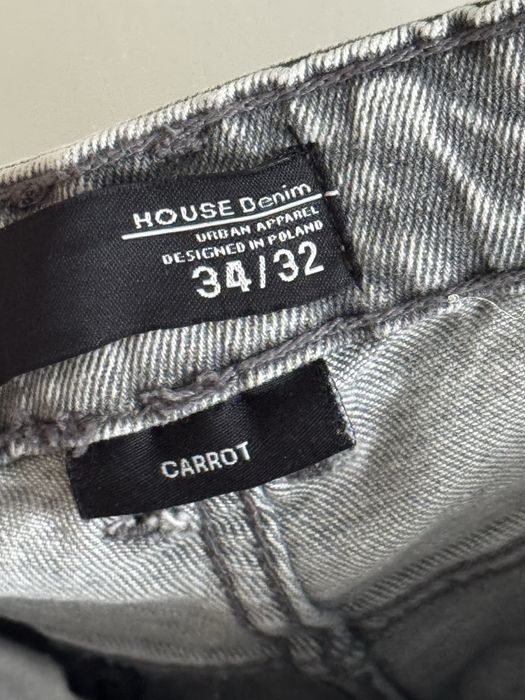 HOUSE Denim
URBAN APPAREL
DESIGNED IN POLAND
34/32
CARROT